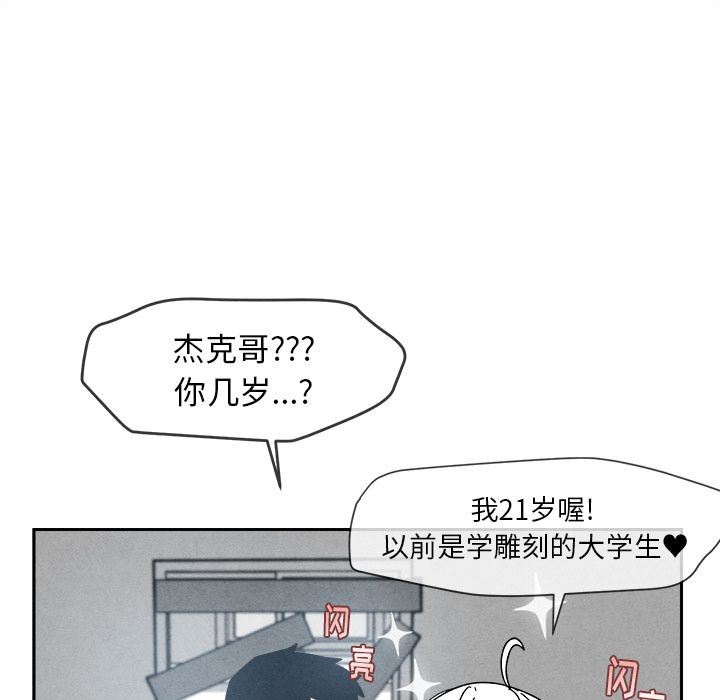 杰克哥???
你几岁...?
我21岁喔!
以前是学雕刻的大学生♥
闪
亮
闪